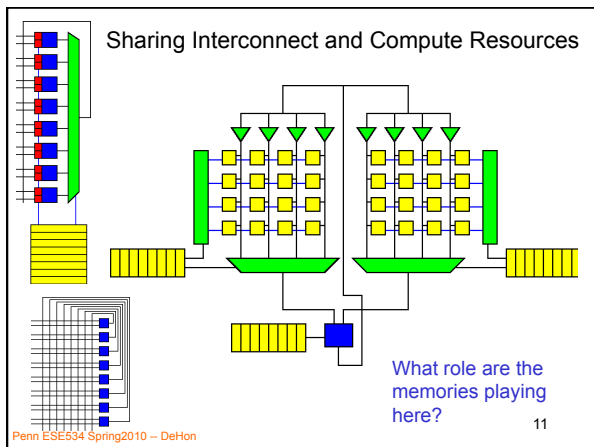 Sharing Interconnect and Compute Resources
What role are the
memories playing
here?
Penn ESE534 Spring2010 -- DeHon
11